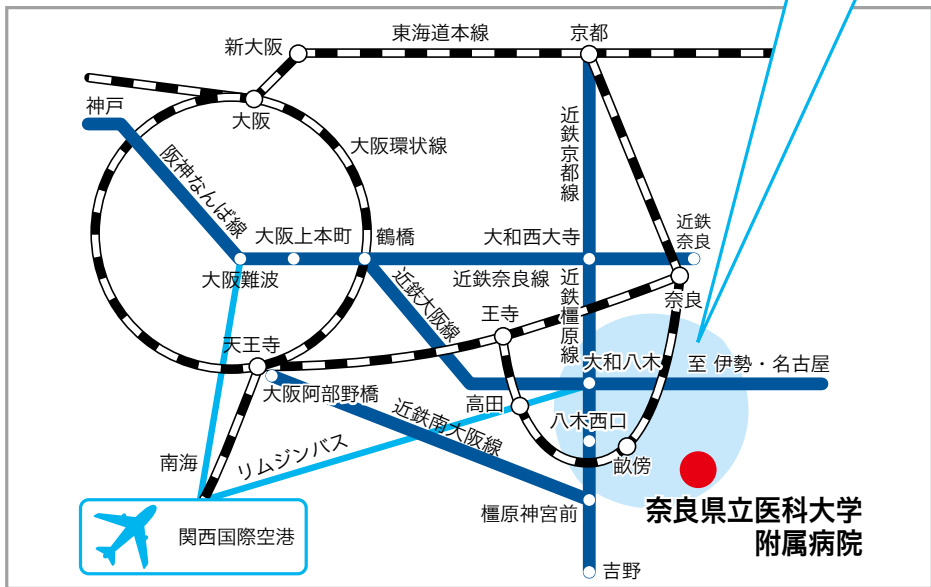 東海道本線
京都
新大阪
神戸
大阪
大阪環状線
近鉄京都線
阪神なんば線
大阪上本町
鶴橋
大和西大寺
近鉄
奈良
大阪難波
近鉄奈良線
近鉄大阪線
近鉄橿原線
奈良
王寺
天王寺
大和八木
至 伊勢・名古屋
大阪阿部野橋
高田
近鉄南大阪線
八木西口
南海
リムジンバス
畝傍
関西国際空港
橿原神宮前
奈良県立医科大学
附属病院
吉野